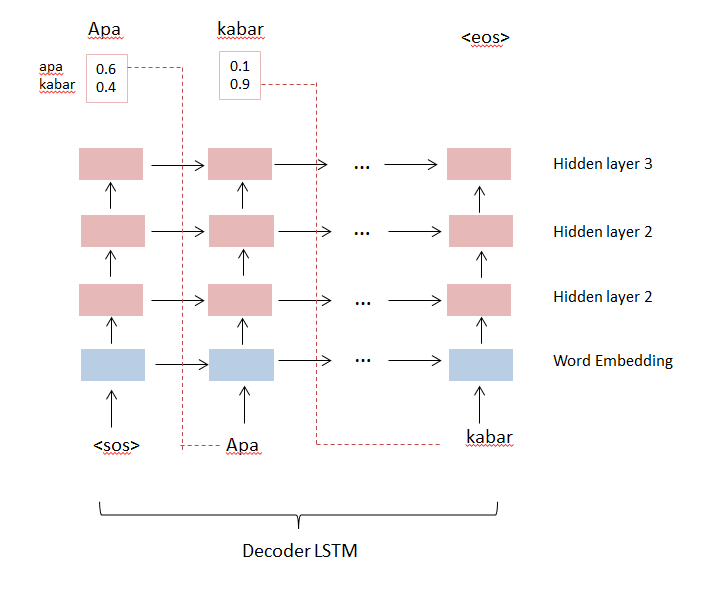 Apa kabar <eos>
apa 0.6 0.1
kabar 0.4 0.9
... Hidden layer 3
... Hidden layer 2
... Hidden layer 2
... Word Embedding
<sos> Apa kabar
Decoder LSTM